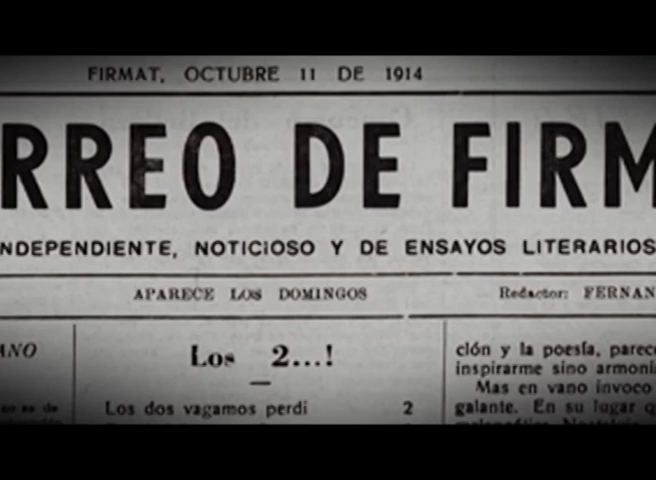 FIRMAT, OCTUBRE 11 DE 1914
RREO DE FIRM
NDEPENDIENTE, NOTICIOSO Y DE ENSAYOS LITERARIOS
APARECE LOS DOMINGOS
Redactor: FERNAN
ANO
Los 2...!
Los dos vagamos perdi 2
ción y la poesía, parec
inspirarme sino armonia
Mas en vano invoco
galante. En su lugar q